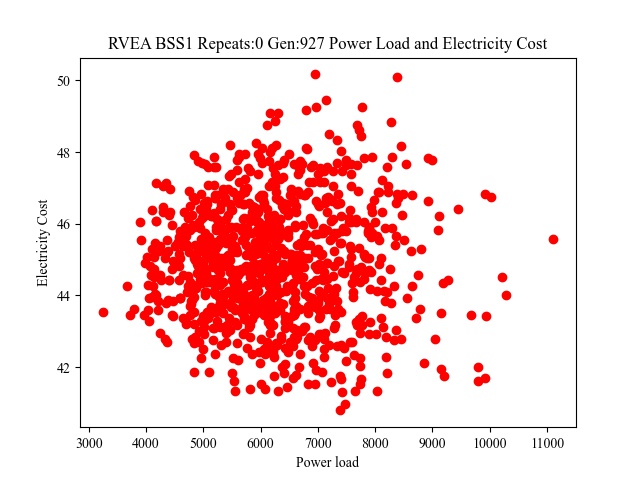 RVEA BSS1 Repeats:0 Gen:927 Power Load and Electricity Cost
50
48
46
44
42
Electricity Cost
3000 4000 5000 6000 7000 8000 9000 10000 11000
Power load